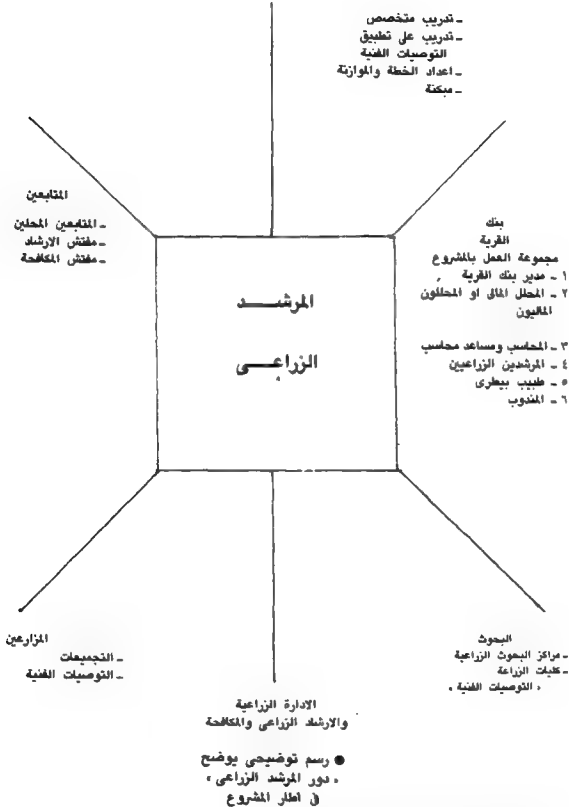 ـ تدريب متخصص
ـ تدريب على تطبيق
التوصيات الفنية
ـ اعداد الخطة والموازنة
ـ ميكنة
المتابعين
ـ المتابعين المحلين
ـ مفتش الارشاد
ـ مفتش المكافحة
بنك
القرية
مجموعة العمل بالمشروع
١ ـ مدير بنك القرية
٢ ـ المحلل المالى او المحللون
الماليون
٣ ـ المحاسب ومساعد محاسب
٤ ـ المرشدين الزراعيين
٥ ـ طبيب بيطرى
٦ ـ المندوب
المرشــــد
الزراعــــى
المزارعين
ـ التجميعات
ـ التوصيات الفنية
البحوث
ـ مراكز البحوث الزراعية
ـ كليات الزراعة
« التوصيات الفنية »
الادارة الزراعية
والارشاد الزراعى والمكافحة
● رسم توضيحى يوضح
« دور المرشد الزراعى »
فى اطار المشروع